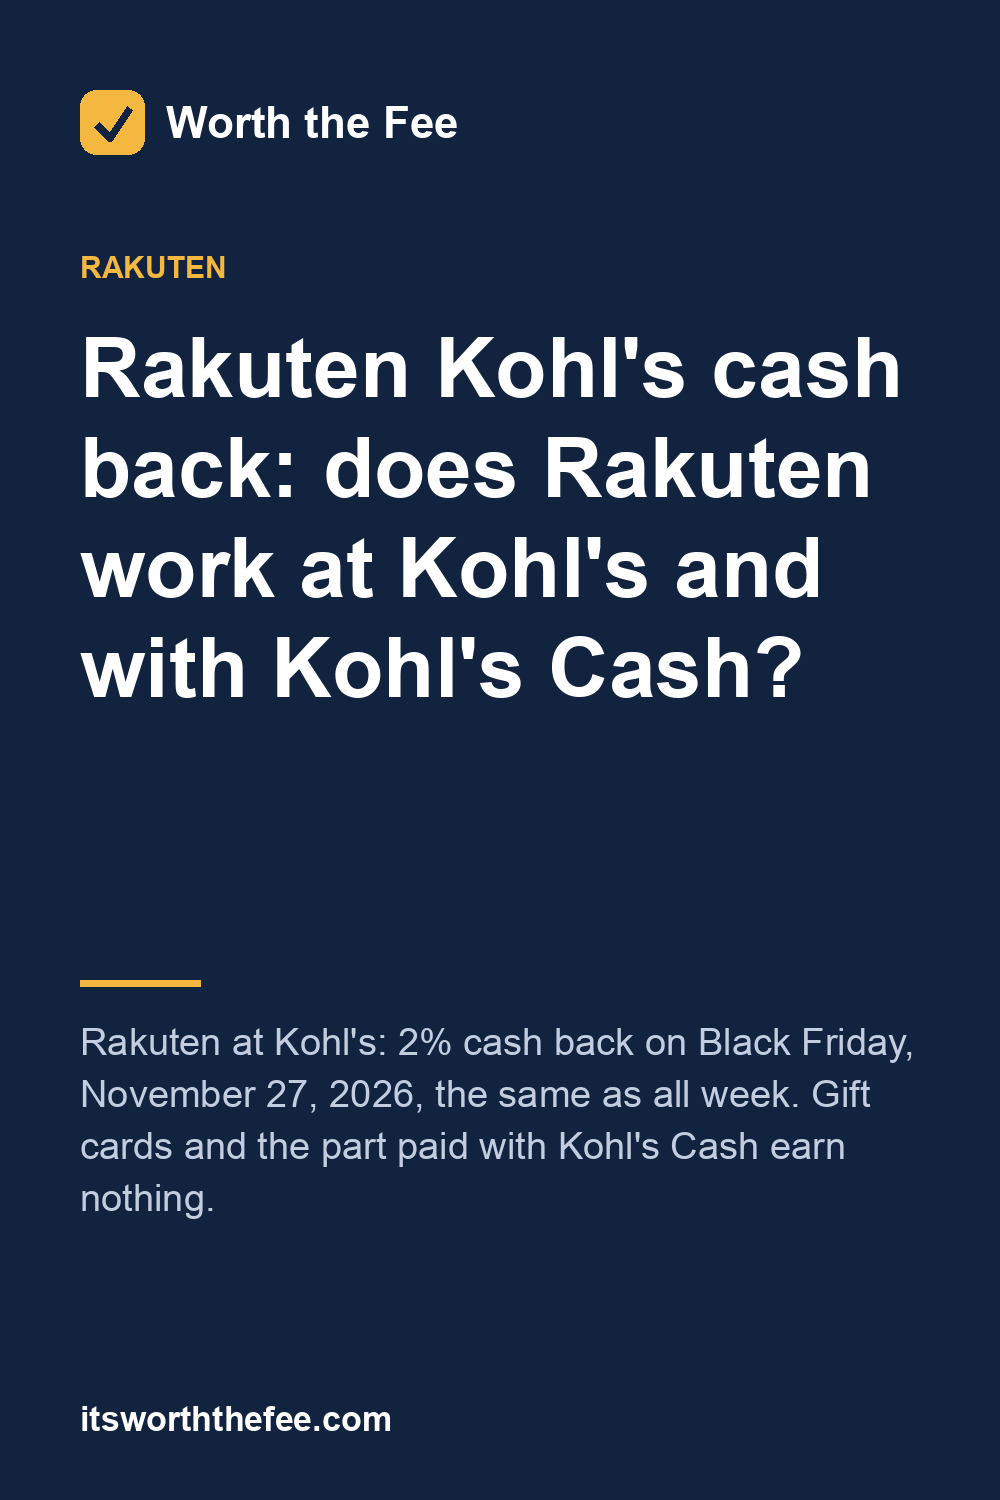 Worth the Fee
RAKUTEN
Rakuten Kohl's cash
back: does Rakuten
work at Kohl's and
with Kohl's Cash?
Rakuten at Kohl's: 2% cash back on Black Friday,
November 27, 2026, the same as all week. Gift
cards and the part paid with Kohl's Cash earn
nothing.
itsworththefee.com